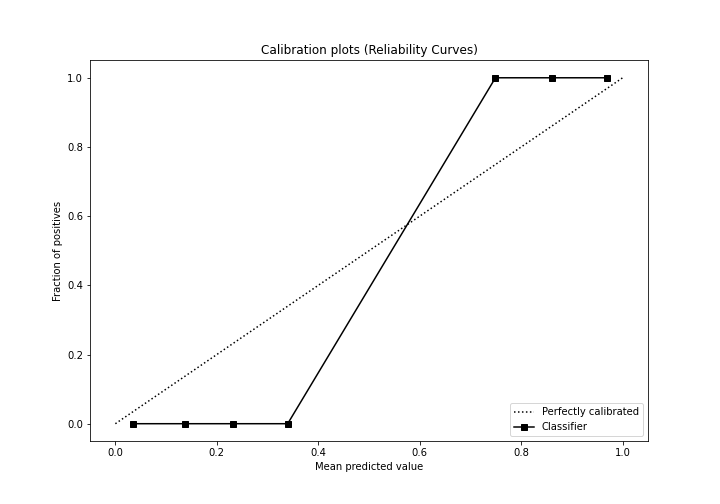 Calibration plots (Reliability Curves)
1.0
0.8
0.6
0.4
0.2
0.0
Fraction of positives
0.0 0.2 0.4 0.6 0.8 1.0
Mean predicted value
Perfectly calibrated
Classifier